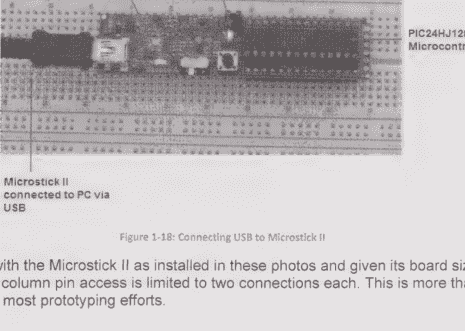 PIC24HJ12
Microcontr
Microstick II
connected to PC via
USB
Figure 1-18: Connecting USB to Microstick II
with the Microstick II as installed in these photos and given its board siz
column pin access is limited to two connections each. This is more tha
most prototyping efforts.